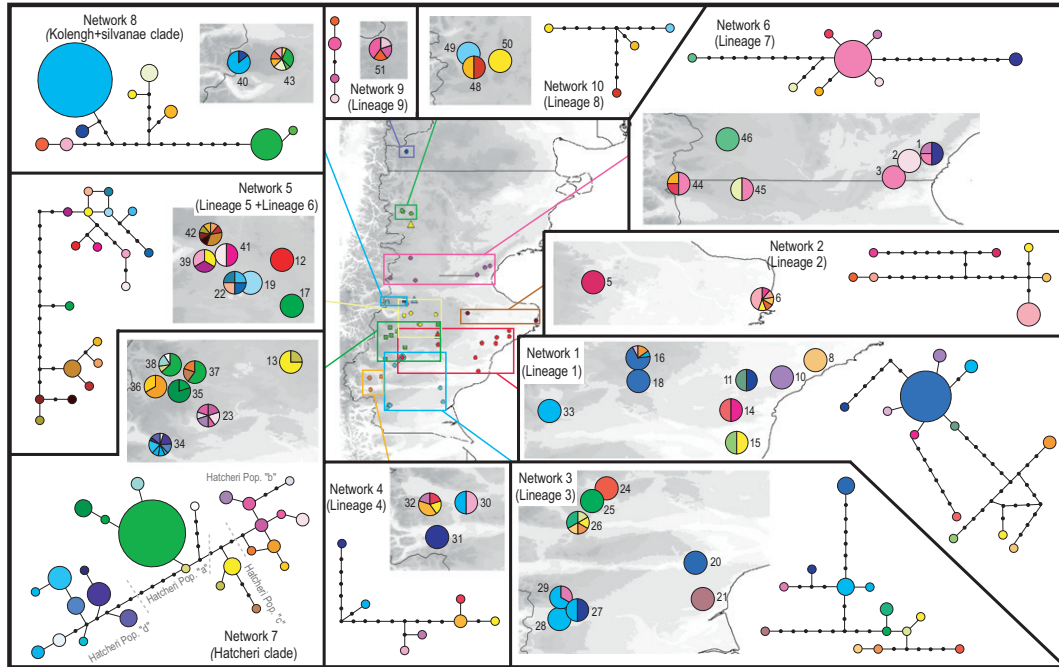 Network 8
(Kolengh+silvanae clade)
40
43
51
Network 9
(Lineage 9)
49
50
48
Network 10
(Lineage 8)
Network 6
(Lineage 7)
46
1
2
3
44
45
Network 5
(Lineage 5 +Lineage 6)
42
41
39
12
22
19
17
Network 2
(Lineage 2)
5
6
38
37
13
36
35
23
34
Network 1
(Lineage 1)
16
18
8
11
10
33
14
15
Hatcheri Pop. "b"
Hatcheri Pop. "a"
Hatcheri Pop. "c"
Hatcheri Pop. "d"
Network 7
(Hatcheri clade)
Network 4
(Lineage 4)
32
30
31
Network 3
(Lineage 3)
24
25
26
20
21
29
27
28